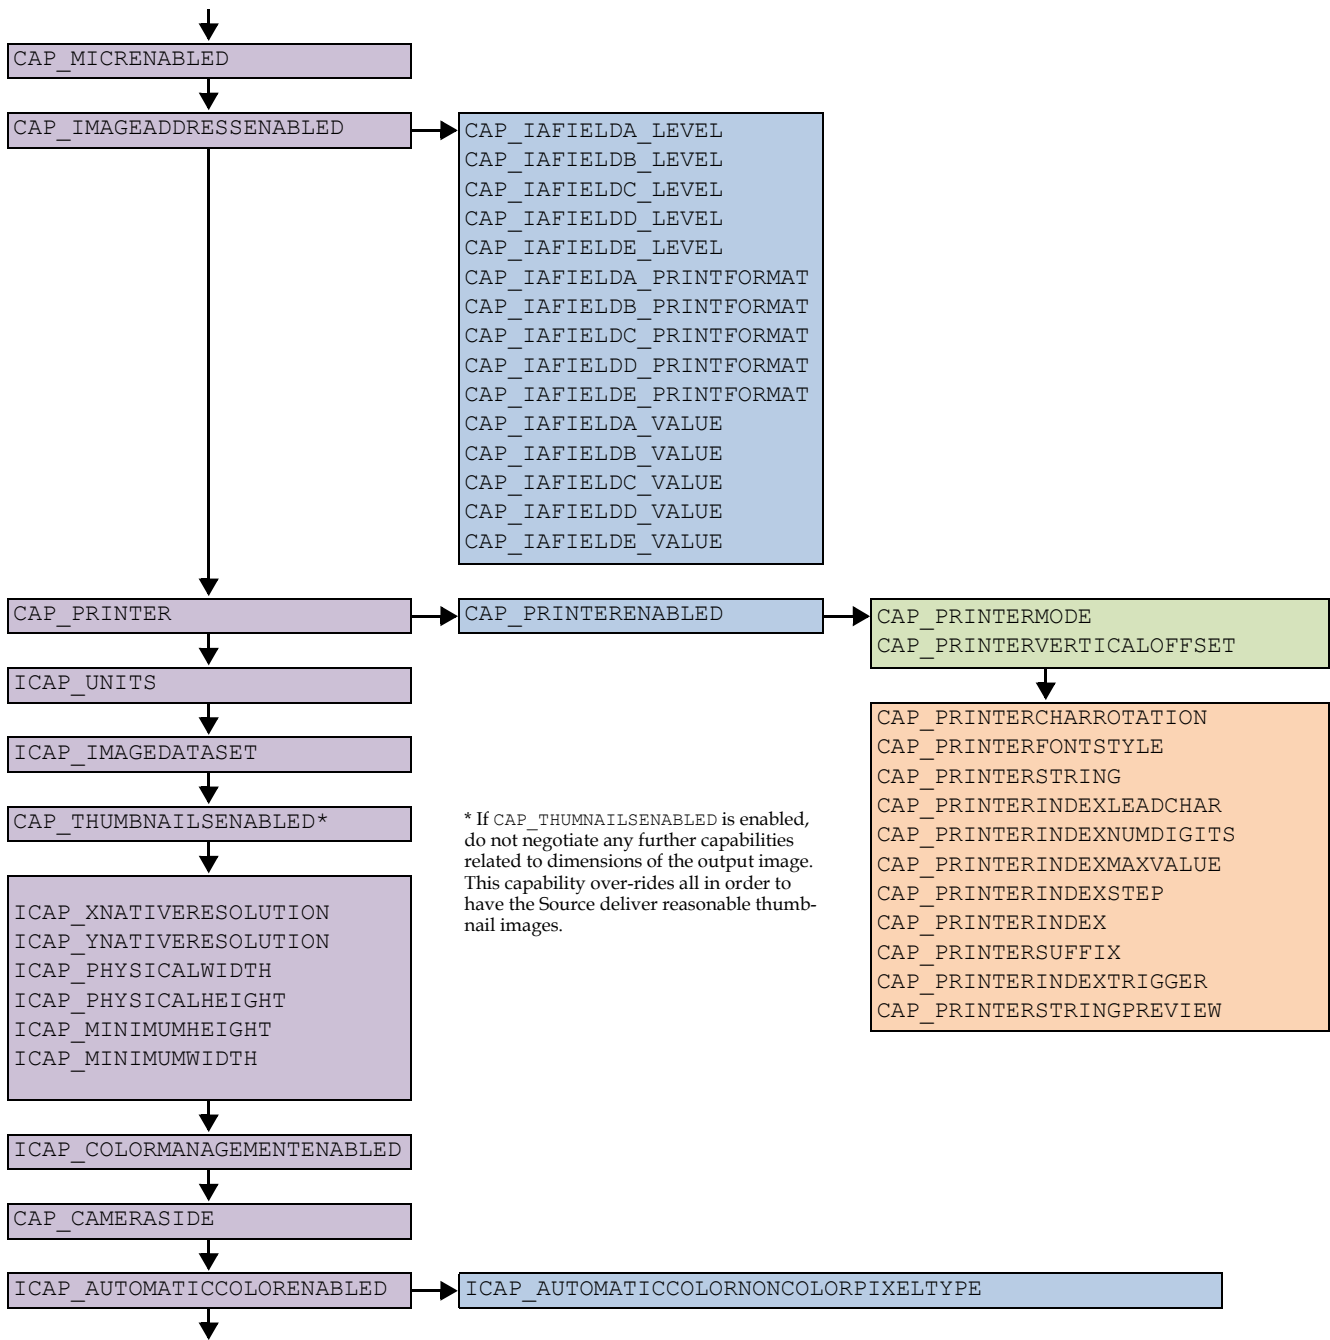 CAP_MICRENABLED
CAP_IMAGEADDRESSENABLED
CAP_IAFIELDA_LEVEL
CAP_IAFIELDB_LEVEL
CAP_IAFIELDC_LEVEL
CAP_IAFIELDD_LEVEL
CAP_IAFIELDE_LEVEL
CAP_IAFIELDA_PRINTFORMAT
CAP_IAFIELDB_PRINTFORMAT
CAP_IAFIELDC_PRINTFORMAT
CAP_IAFIELDD_PRINTFORMAT
CAP_IAFIELDE_PRINTFORMAT
CAP_IAFIELDA_VALUE
CAP_IAFIELDB_VALUE
CAP_IAFIELDC_VALUE
CAP_IAFIELDD_VALUE
CAP_IAFIELDE_VALUE
CAP_PRINTER
CAP_PRINTERENABLED
CAP_PRINTERMODE
CAP_PRINTERVERTICALOFFSET
CAP_PRINTERCHARROTATION
CAP_PRINTERFONTSTYLE
CAP_PRINTERSTRING
CAP_PRINTERINDEXLEADCHAR
CAP_PRINTERINDEXNUMDIGITS
CAP_PRINTERINDEXMAXVALUE
CAP_PRINTERINDEXSTEP
CAP_PRINTERINDEX
CAP_PRINTERSUFFIX
CAP_PRINTERINDEXTRIGGER
CAP_PRINTERSTRINGPREVIEW
ICAP_UNITS
ICAP_IMAGEDATASET
CAP_THUMBNAILSENABLED*
* If CAP_THUMNAILSENABLED is enabled,
do not negotiate any further capabilities
related to dimensions of the output image.
This capability over-rides all in order to
have the Source deliver reasonable thumb-
nail images.
ICAP_XNATIVERESOLUTION
ICAP_YNATIVERESOLUTION
ICAP_PHYSICALWIDTH
ICAP_PHYSICALHEIGHT
ICAP_MINIMUMHEIGHT
ICAP_MINIMUMWIDTH
ICAP_COLORMANAGEMENTENABLED
CAP_CAMERASIDE
ICAP_AUTOMATICCOLORENABLED
ICAP_AUTOMATICCOLORNONCOLORPIXELTYPE